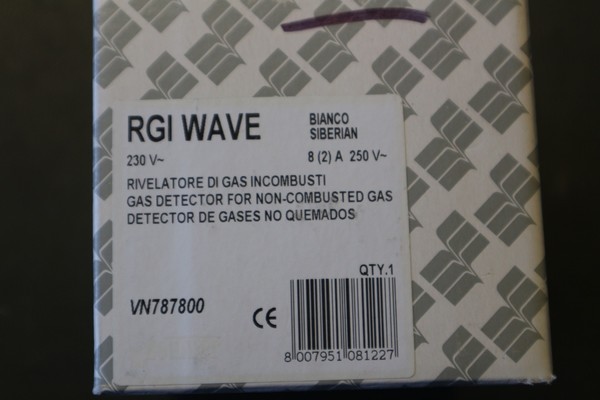 RGI WAVE
BIANCO
SIBERIAN
230 V~
8 (2) A 250 V~
RIVELATORE DI GAS INCOMBUSTI
GAS DETECTOR FOR NON-COMBUSTED GAS
DETECTOR DE GASES NO QUEMADOS
QTY.1
VN787800
CE
8 007951 081227